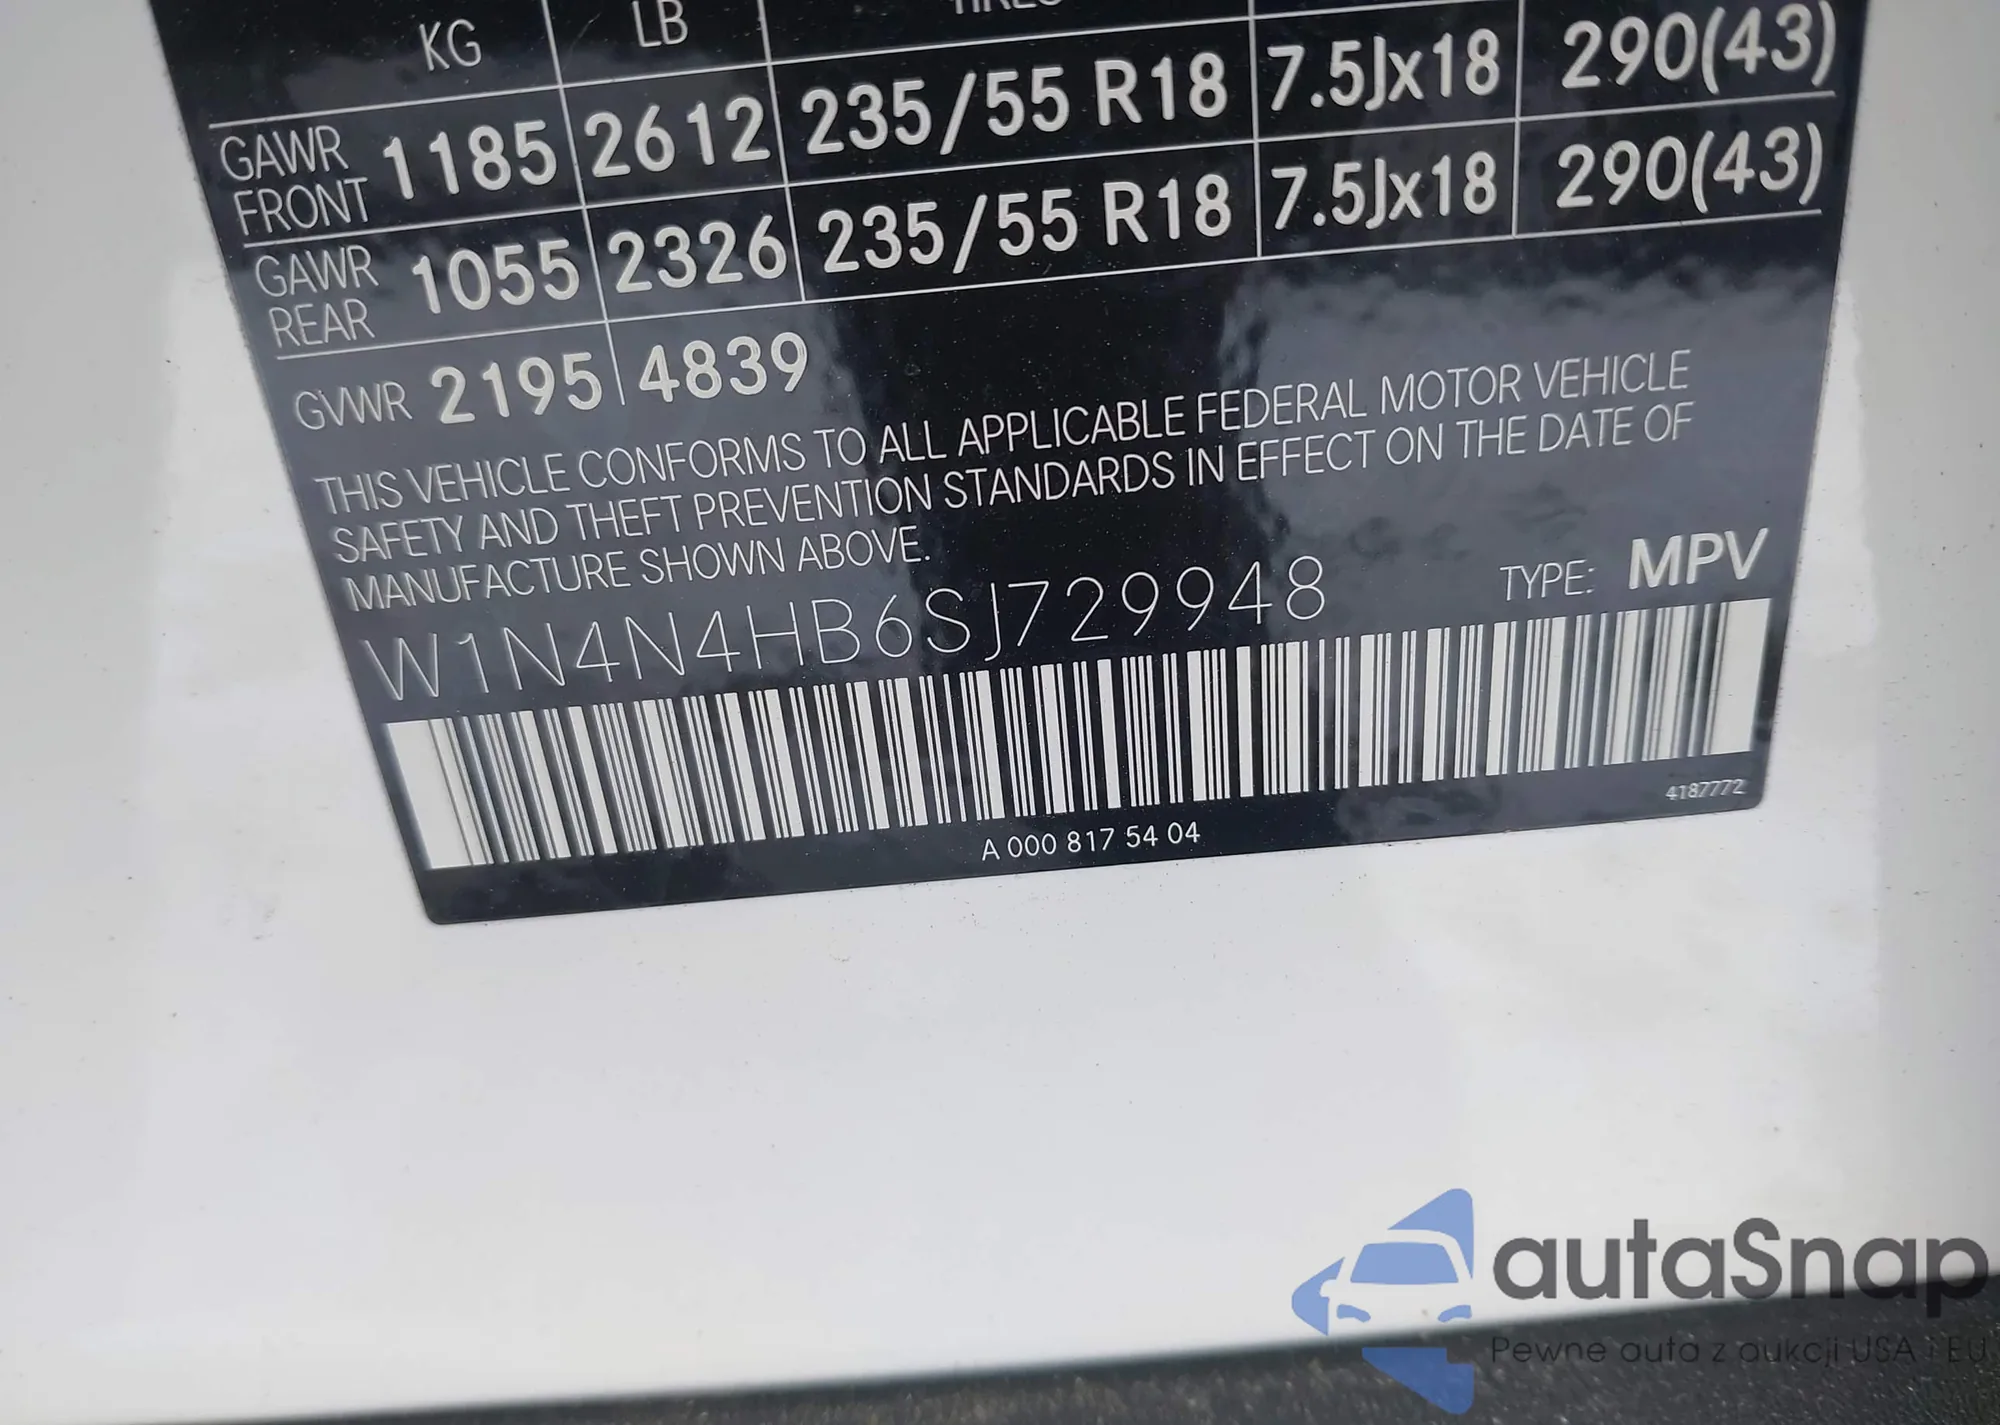 KG LB TIRES
GAWR FRONT 1185 2612 235/55 R18 7.5Jx18 290(43)
GAWR REAR 1055 2326 235/55 R18 7.5Jx18 290(43)
GVWR 2195 4839
THIS VEHICLE CONFORMS TO ALL APPLICABLE FEDERAL MOTOR VEHICLE
SAFETY AND THEFT PREVENTION STANDARDS IN EFFECT ON THE DATE OF
MANUFACTURE SHOWN ABOVE.
W1N4N4HB6SJ729948 TYPE: MPV
4187772
A 000 817 54 04
autaSnap
Pewne auta z aukcji USA i EU